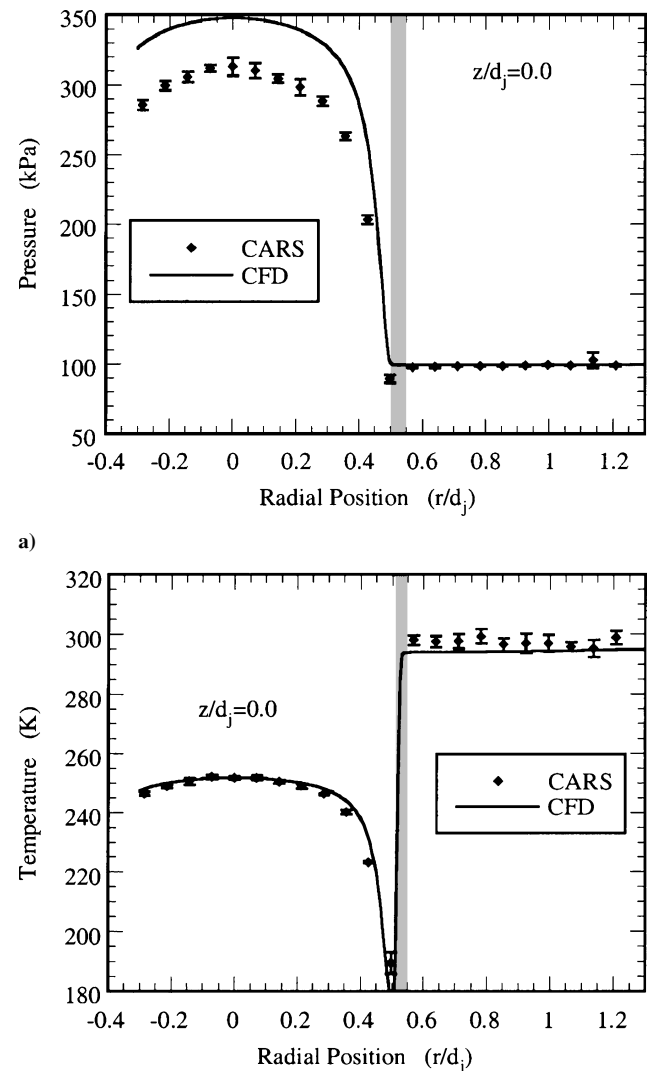 350
300
250
200
150
100
50
Pressure (kPa)
z/dj=0.0
CARS
CFD
-0.4 -0.2 0 0.2 0.4 0.6 0.8 1 1.2
Radial Position (r/dj)
a)
320
300
280
260
240
220
200
180
Temperature (K)
z/dj=0.0
CARS
CFD
-0.4 -0.2 0 0.2 0.4 0.6 0.8 1 1.2
Radial Position (r/dj)